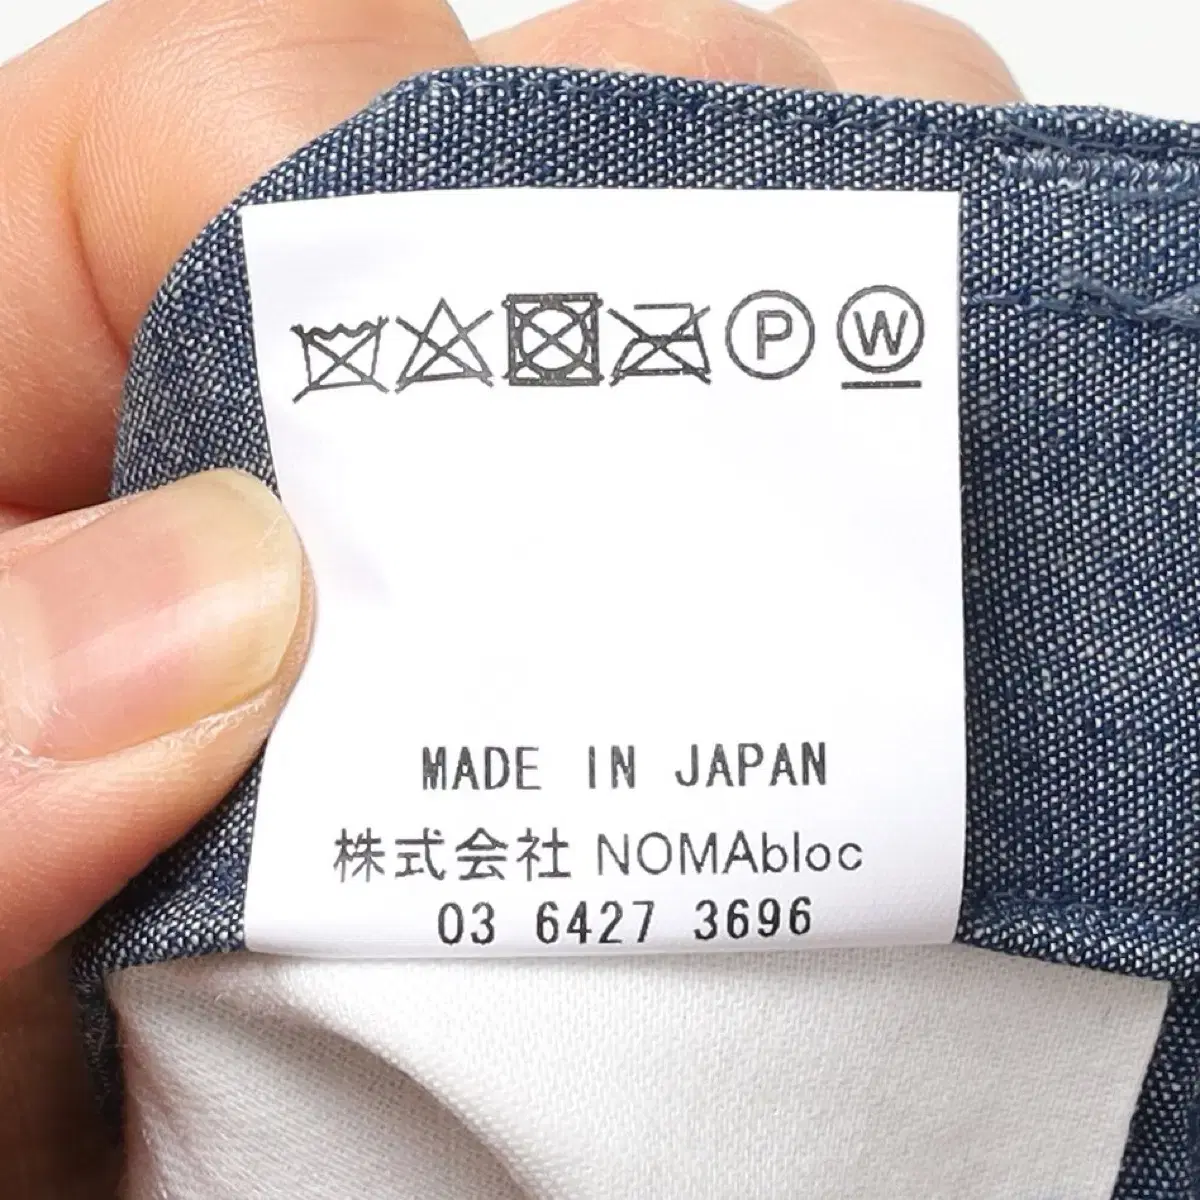 P W
MADE IN JAPAN
株式会社 NOMAbloc
03 6427 3696